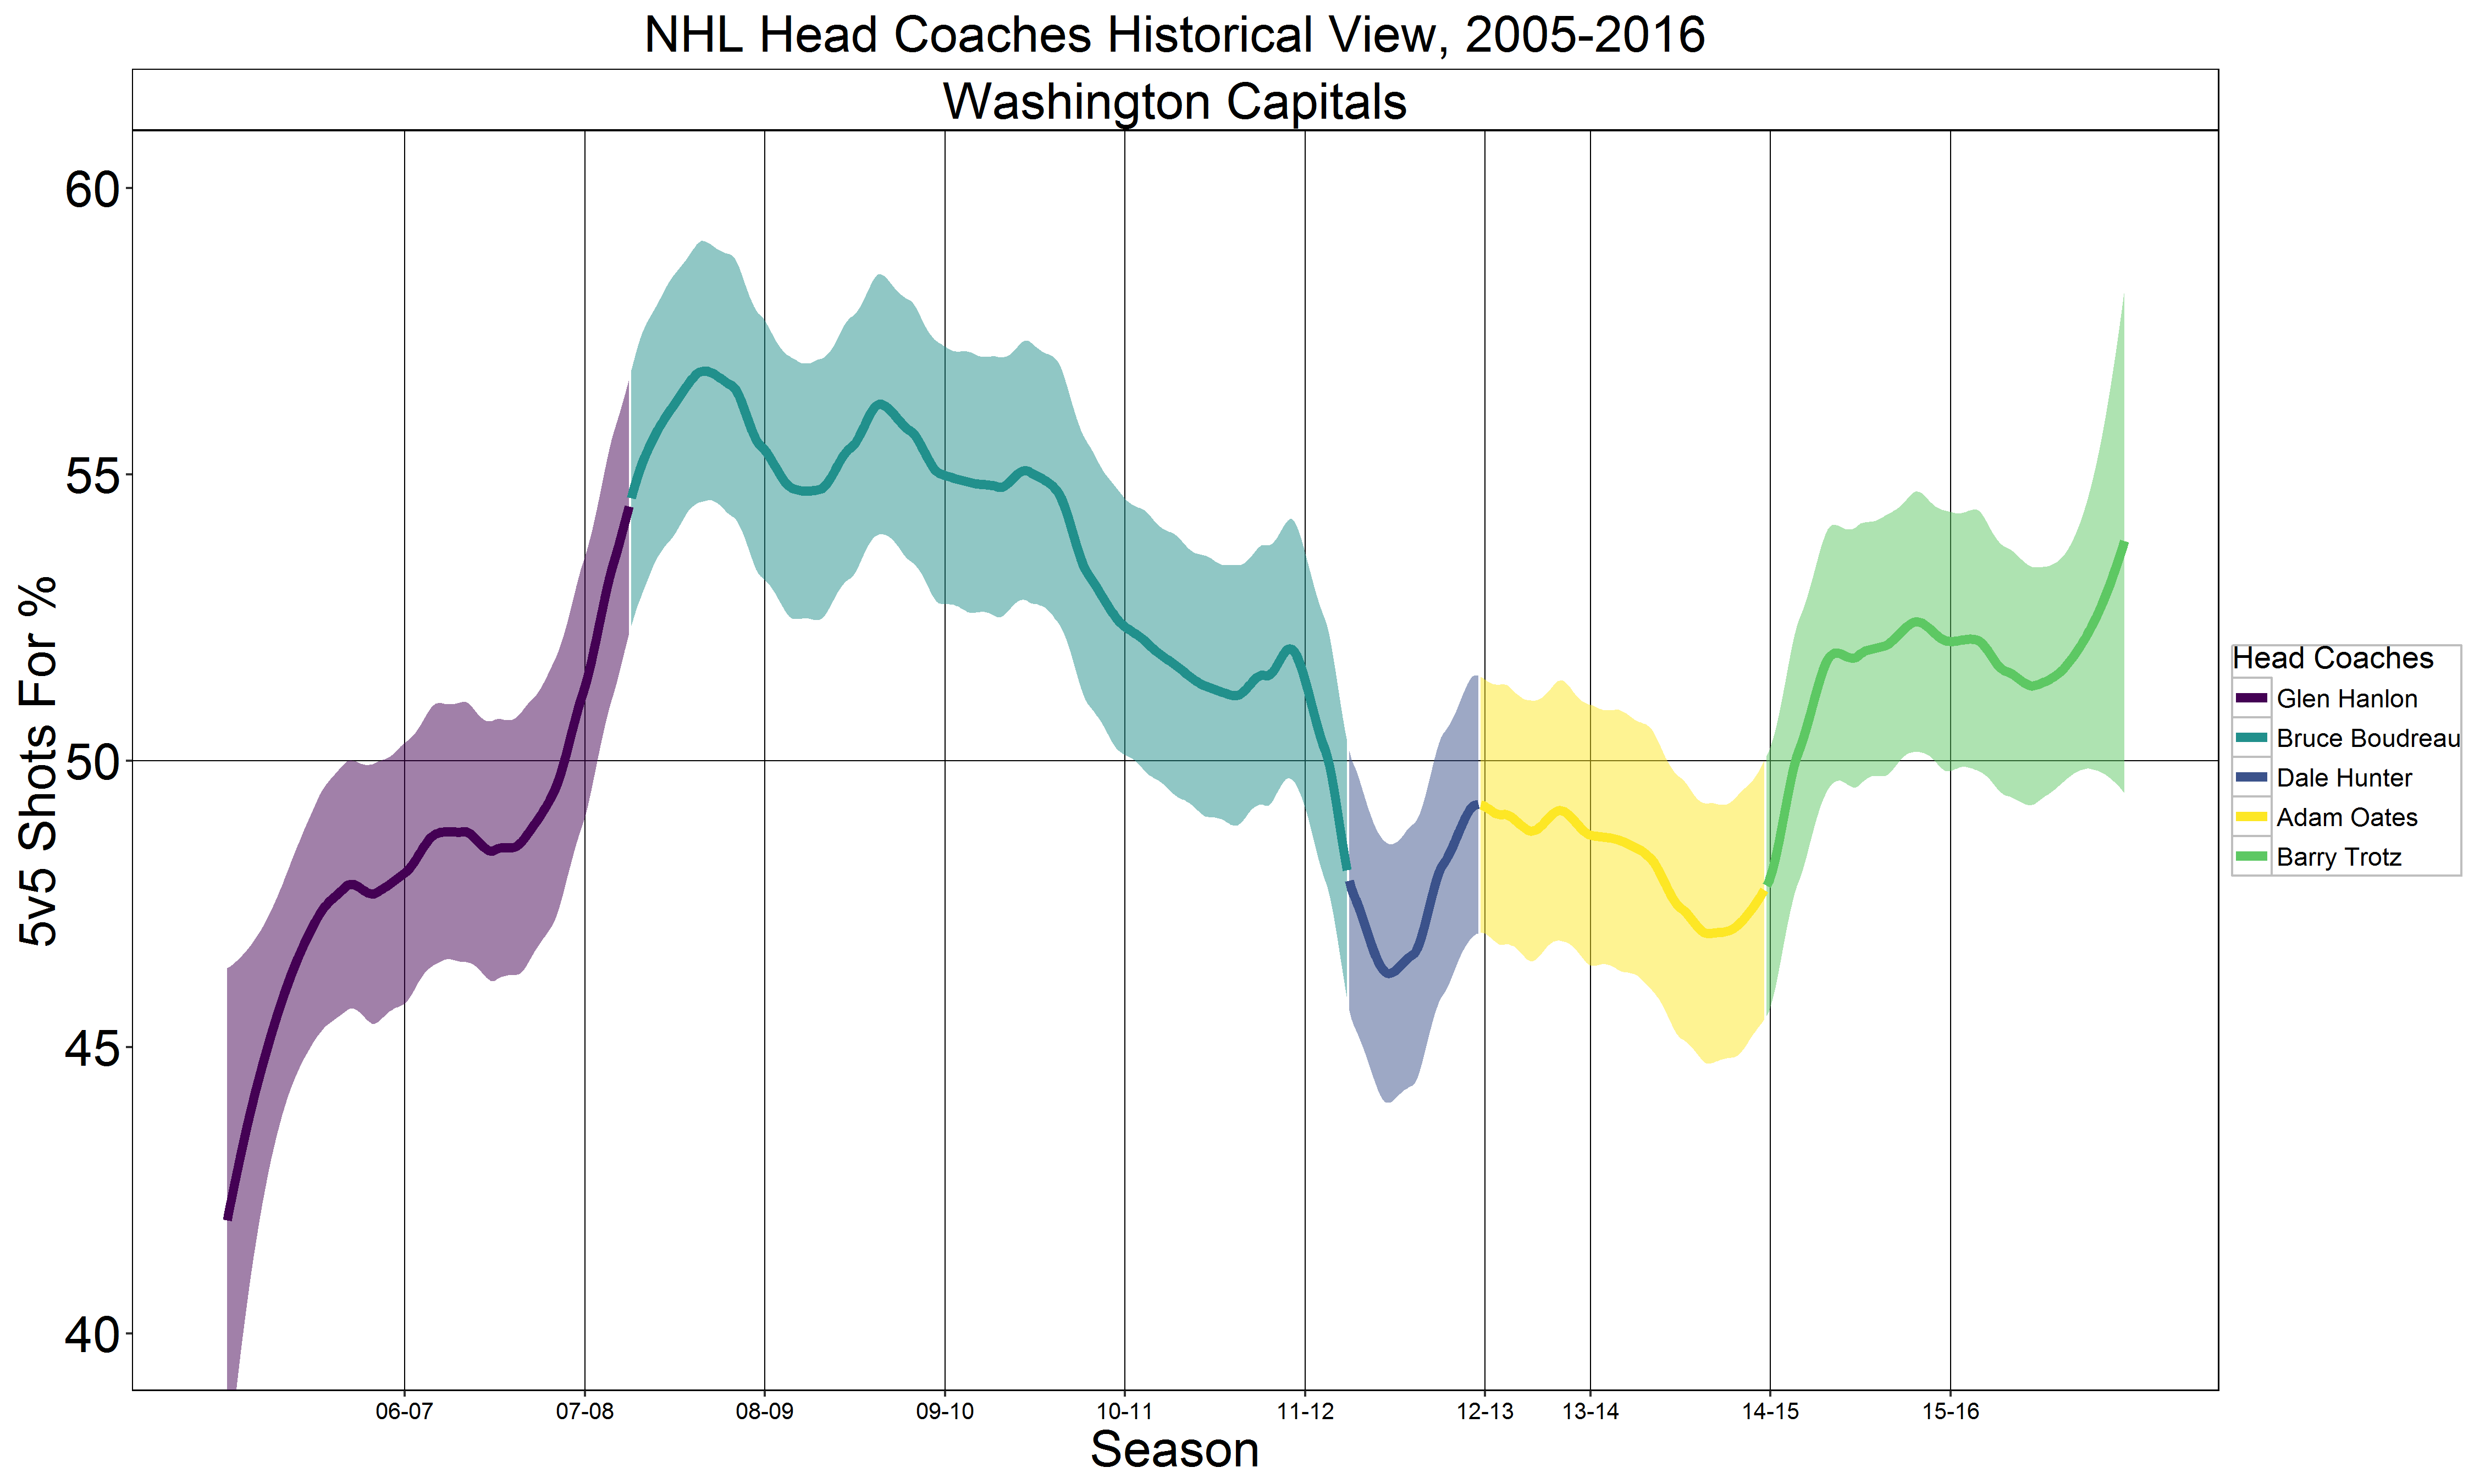 NHL Head Coaches Historical View, 2005-2016
Washington Capitals
60
55
50
45
40
5v5 Shots For %
06-07 07-08 08-09 09-10 10-11 11-12 12-13 13-14 14-15 15-16
Season
Head Coaches
Glen Hanlon
Bruce Boudreau
Dale Hunter
Adam Oates
Barry Trotz